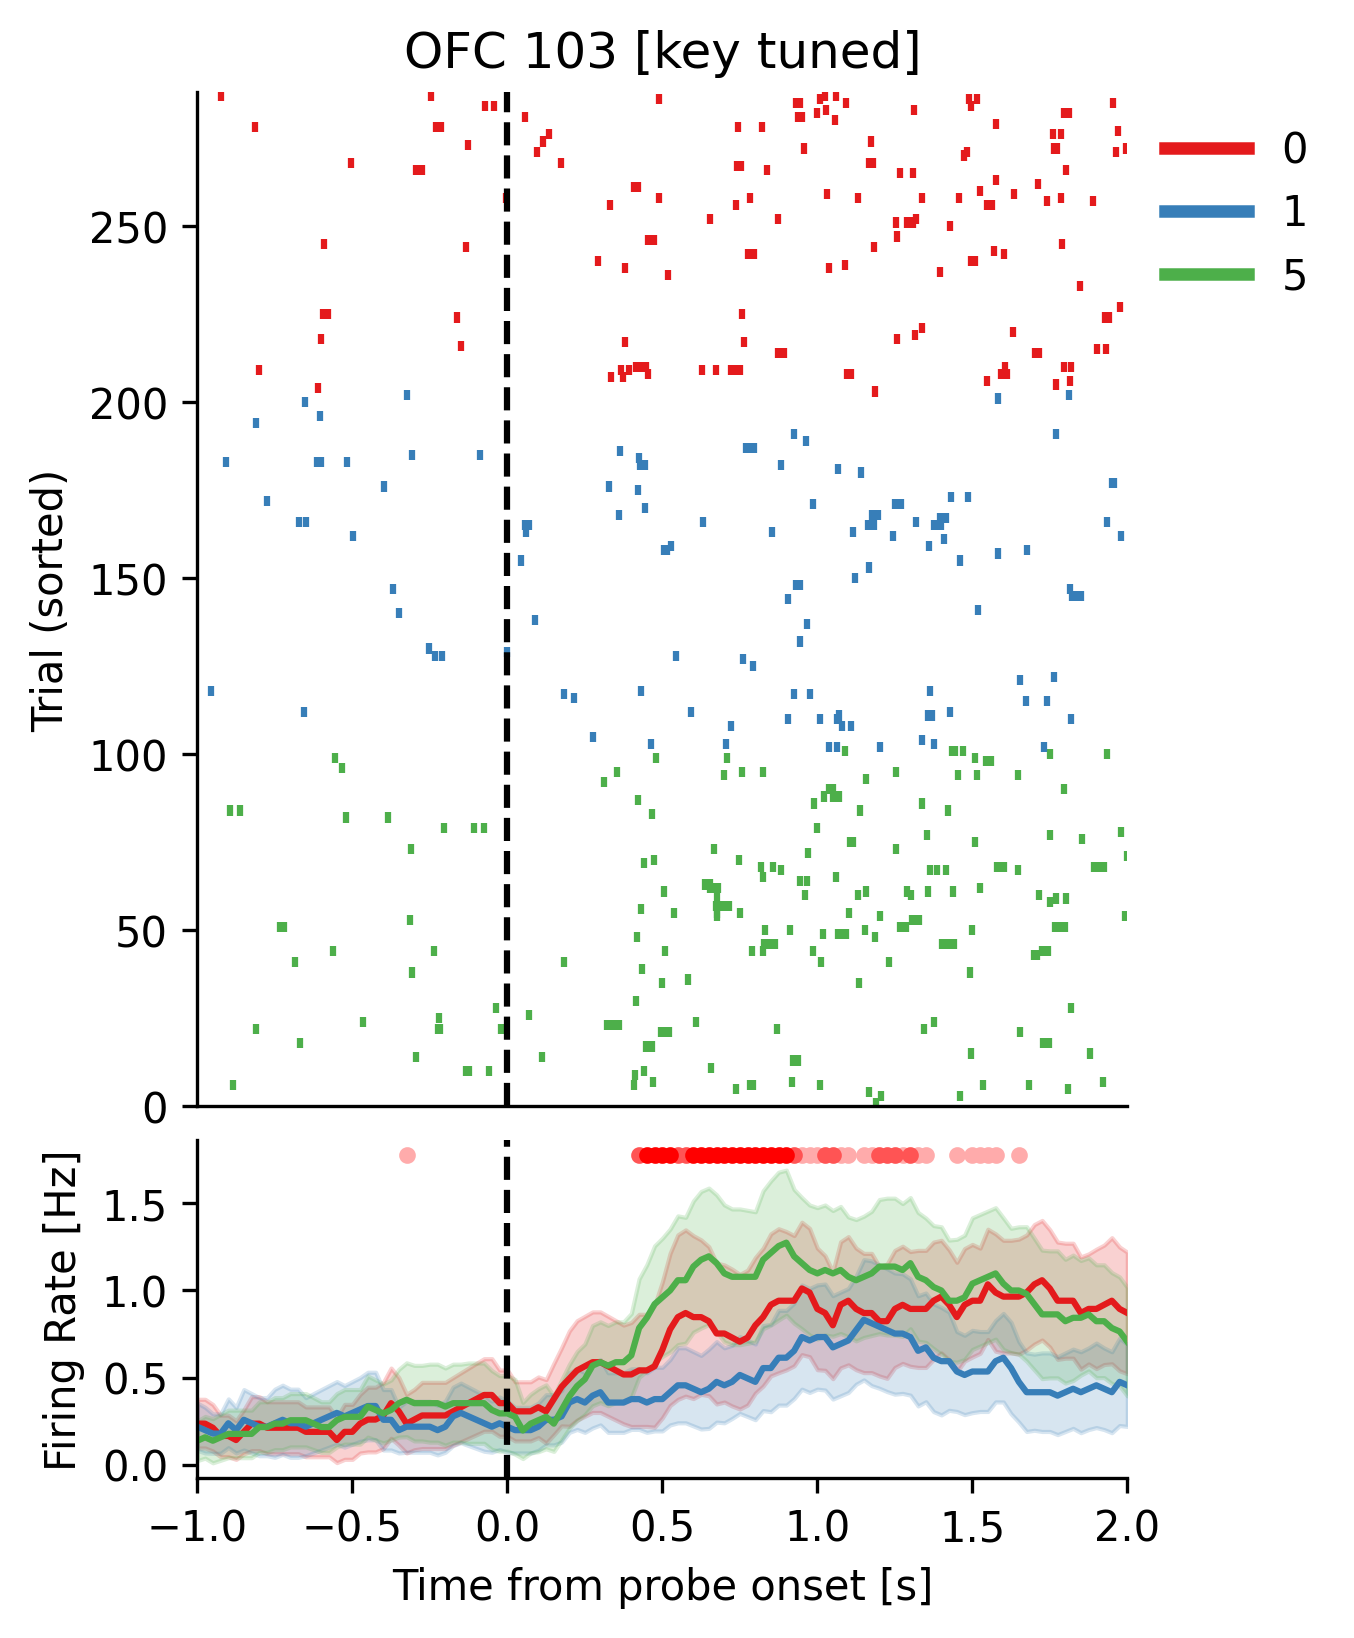 OFC 103 [key tuned]
0
1
5
Trial (sorted)
250
200
150
100
50
0
Firing Rate [Hz]
1.5
1.0
0.5
0.0
−1.0 −0.5 0.0 0.5 1.0 1.5 2.0
Time from probe onset [s]